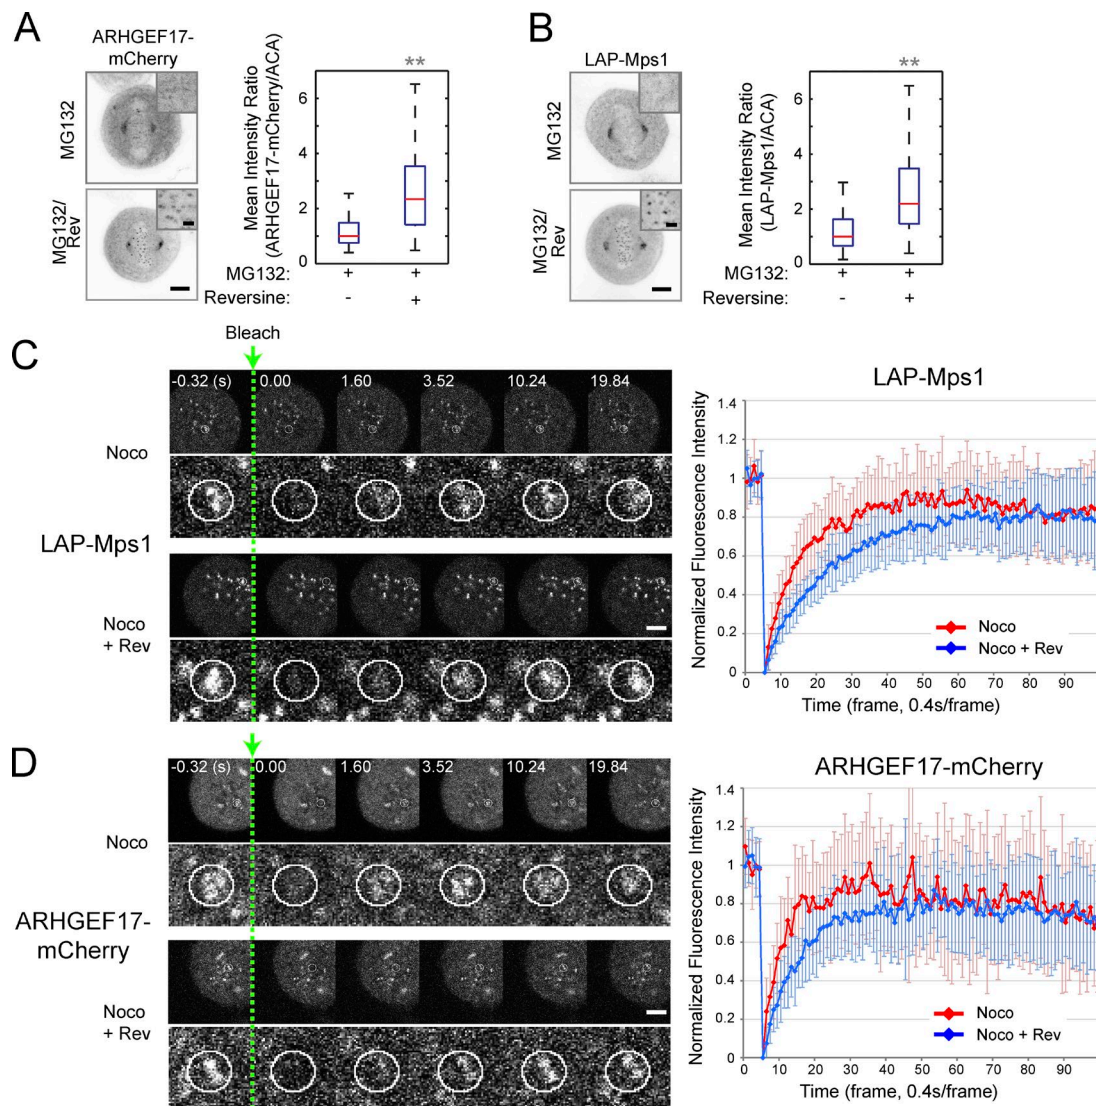 A
ARHGEF17-
mCherry
MG132
MG132/
Rev
Mean Intensity Ratio
(ARHGEF17-mCherry/ACA)
**
6
4
2
0
MG132: + +
Reversine: - +
B
LAP-Mps1
MG132
MG132/
Rev
Mean Intensity Ratio
(LAP-Mps1/ACA)
**
6
4
2
0
MG132: + +
Reversine: - +
C
Bleach
-0.32 (s) 0.00 1.60 3.52 10.24 19.84
Noco
LAP-Mps1
Noco
+ Rev
LAP-Mps1
Normalized Fluorescence Intensity
1.4
1.2
1
0.8
0.6
0.4
0.2
0
Noco
Noco + Rev
0 10 20 30 40 50 60 70 80 90
Time (frame, 0.4s/frame)
D
-0.32 (s) 0.00 1.60 3.52 10.24 19.84
Noco
ARHGEF17-
mCherry
Noco
+ Rev
ARHGEF17-mCherry
Normalized Fluorescence Intensity
1.4
1.2
1
0.8
0.6
0.4
0.2
0
Noco
Noco + Rev
0 10 20 30 40 50 60 70 80 90
Time (frame, 0.4s/frame)